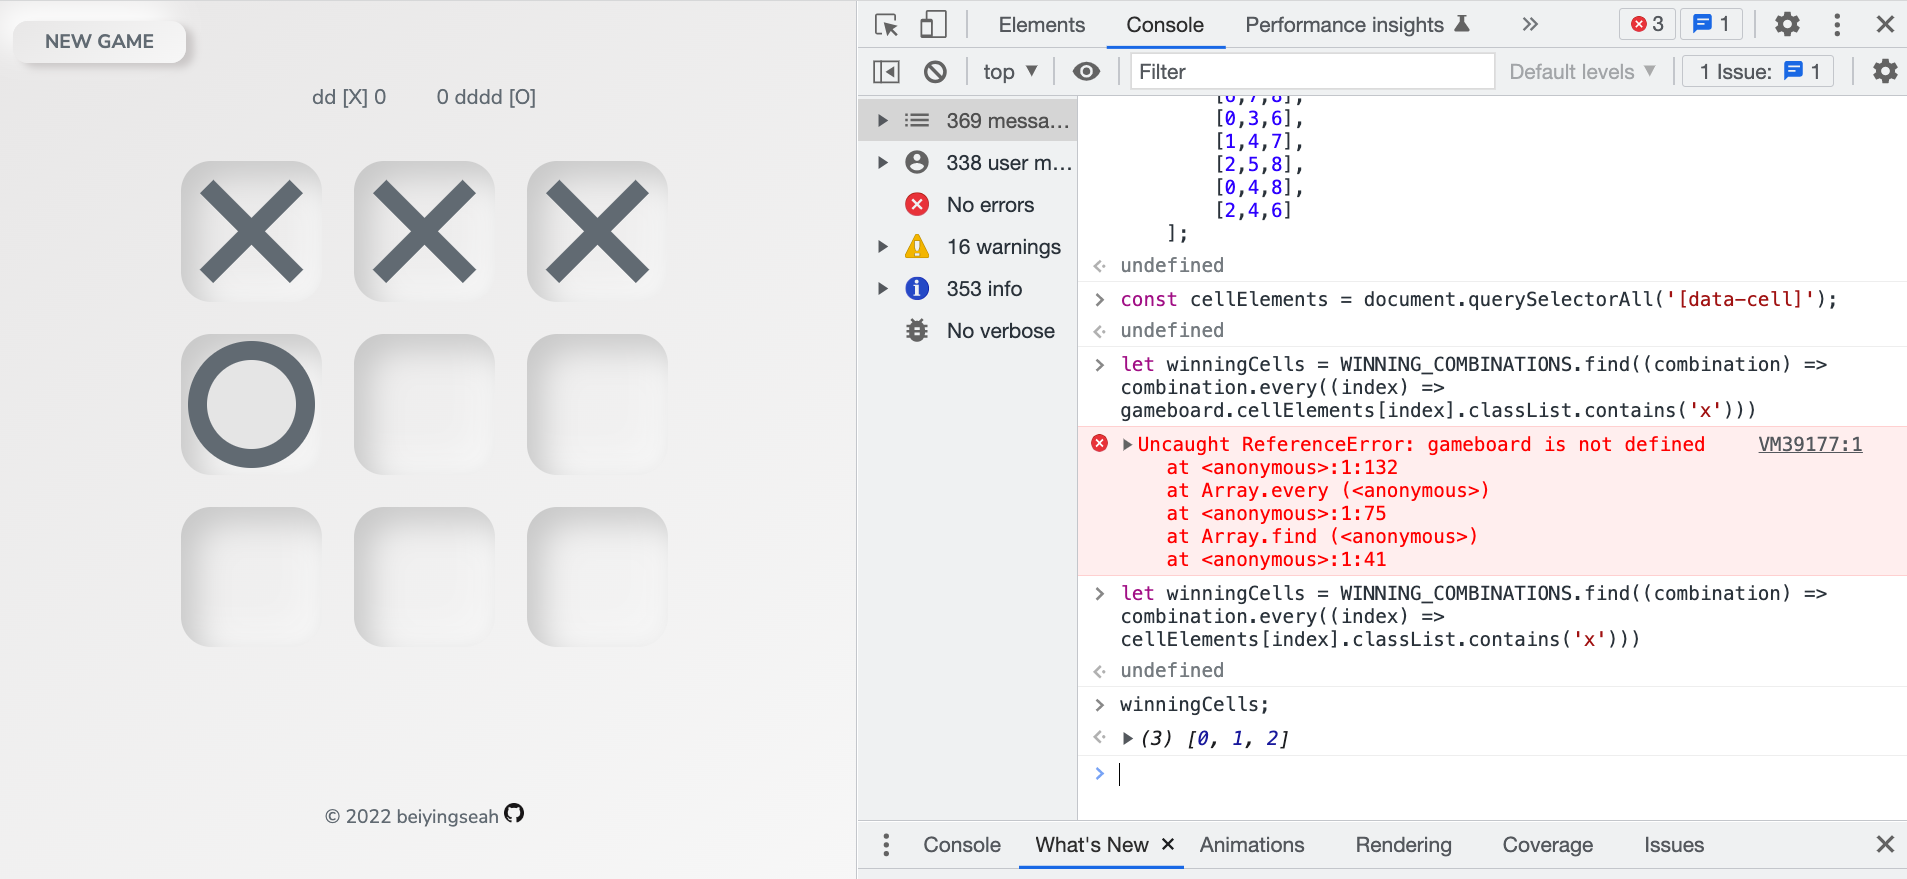 NEW GAME
dd [X] 0 0 dddd [O]
© 2022 beiyingseah
Elements Console Performance insights 3 1
top Filter Default levels 1 Issue: 1
369 messa…
338 user m…
No errors
16 warnings
353 info
No verbose
[6,7,8],
[0,3,6],
[1,4,7],
[2,5,8],
[0,4,8],
[2,4,6]
];
undefined
const cellElements = document.querySelectorAll('[data-cell]');
undefined
let winningCells = WINNING_COMBINATIONS.find((combination) =>
combination.every((index) =>
gameboard.cellElements[index].classList.contains('x')))
Uncaught ReferenceError: gameboard is not defined VM39177:1
at <anonymous>:1:132
at Array.every (<anonymous>)
at <anonymous>:1:75
at Array.find (<anonymous>)
at <anonymous>:1:41
let winningCells = WINNING_COMBINATIONS.find((combination) =>
combination.every((index) =>
cellElements[index].classList.contains('x')))
undefined
winningCells;
(3) [0, 1, 2]
Console What's New Animations Rendering Coverage Issues